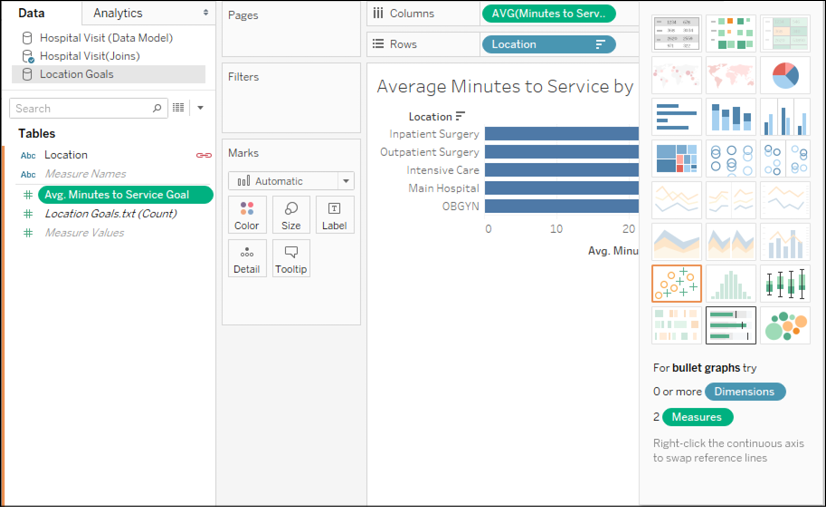 Data
Analytics
Hospital Visit (Data Model)
Hospital Visit(Joins)
Location Goals
Search
Tables
Abc Location
Abc Measure Names
# Avg. Minutes to Service Goal
# Location Goals.txt (Count)
# Measure Values
Pages
Filters
Marks
Automatic
Color
Size
Label
T
Detail
Tooltip
Columns
AVG(Minutes to Serv..
Rows
Location
Average Minutes to Service by
Location
Inpatient Surgery
Outpatient Surgery
Intensive Care
Main Hospital
OBGYN
0 10 20
Avg. Minu
For bullet graphs try
0 or more Dimensions
2 Measures
Right-click the continuous axis
to swap reference lines